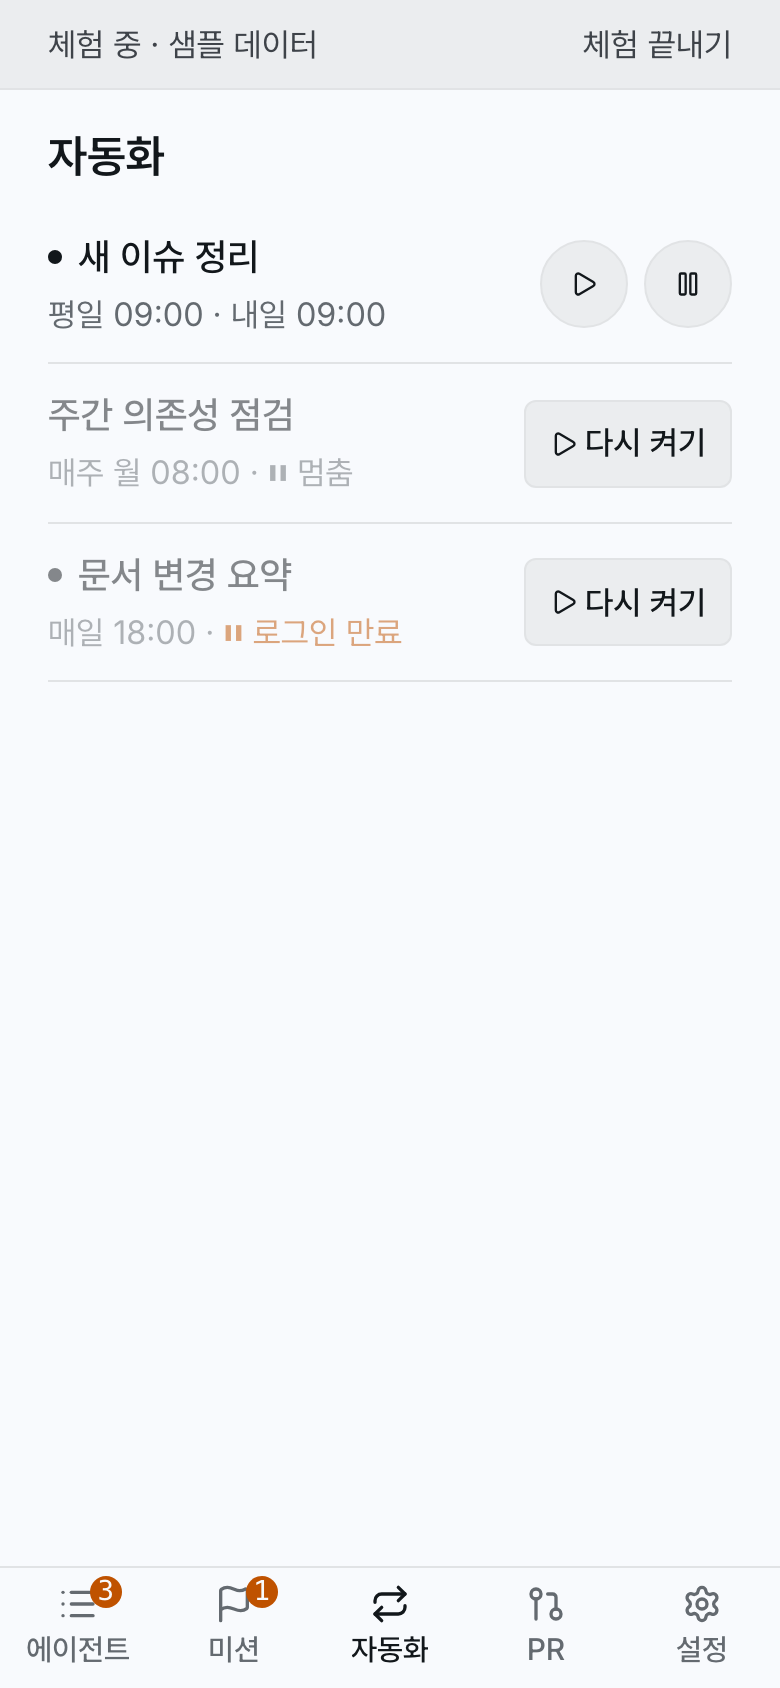 체험 중 · 샘플 데이터
체험 끝내기
자동화
새 이슈 정리
평일 09:00 · 내일 09:00
주간 의존성 점검
매주 월 08:00 · 멈춤
다시 켜기
문서 변경 요약
매일 18:00 · 로그인 만료
다시 켜기
3
에이전트
1
미션
자동화
PR
설정